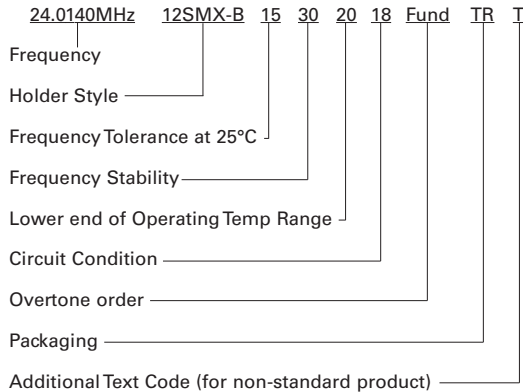 24.0140MHz 12SMX-B 15 30 20 18 Fund TR T
Frequency
Holder Style
Frequency Tolerance at 25°C
Frequency Stability
Lower end of Operating Temp Range
Circuit Condition
Overtone order
Packaging
Additional Text Code (for non-standard product)